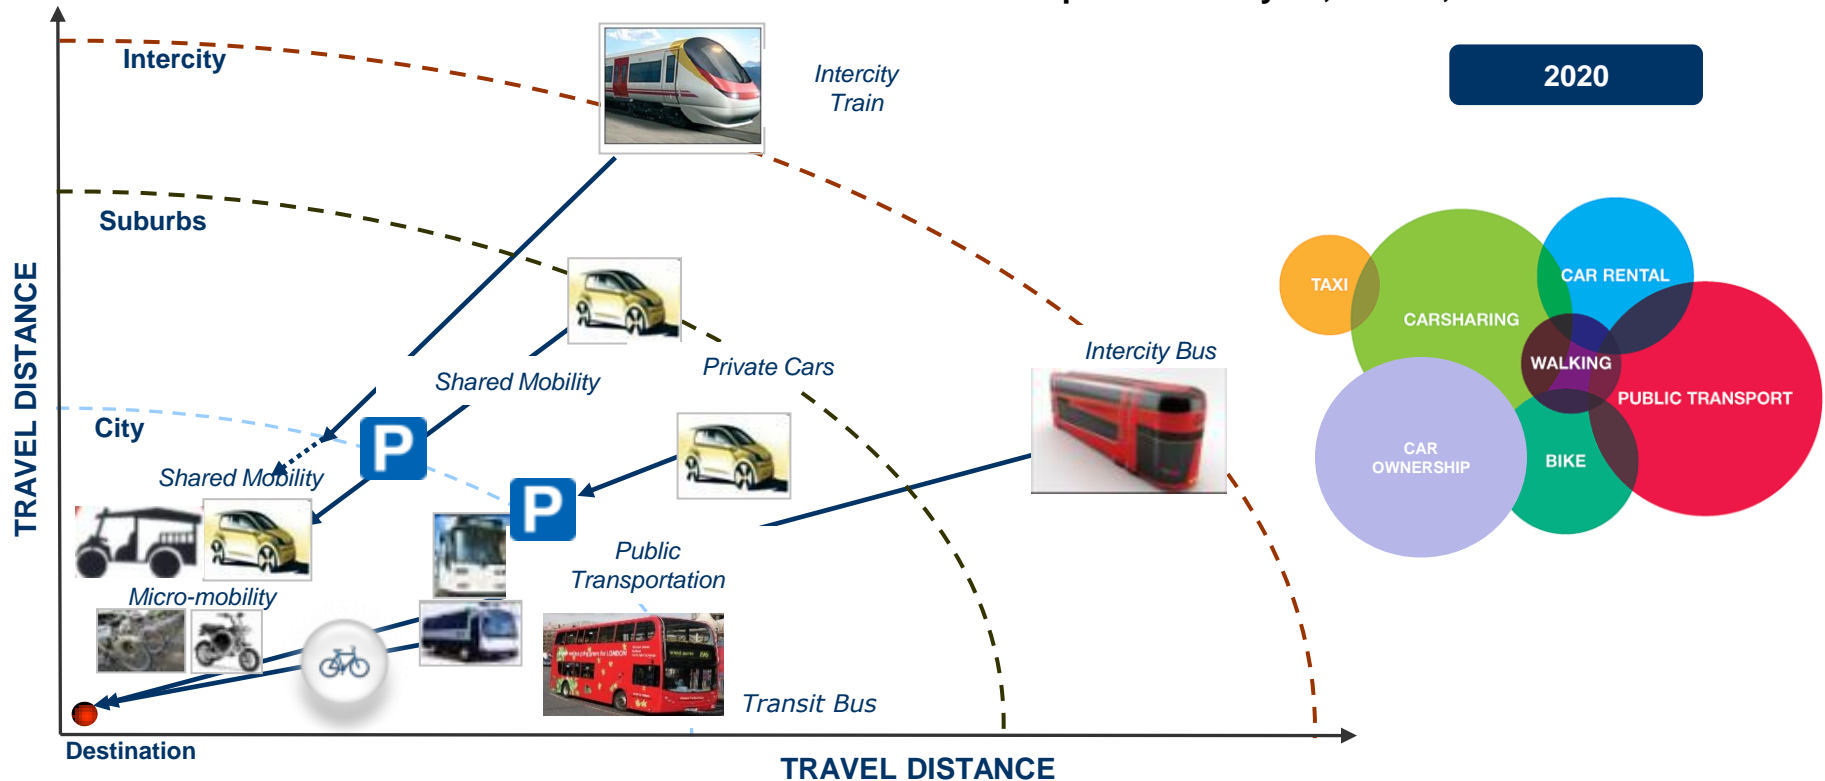 Intercity
Intercity
Train
2020
Suburbs
TAXI
CAR RENTAL
CARSHARING
WALKING
PUBLIC TRANSPORT
CAR
OWNERSHIP
BIKE
TRAVEL DISTANCE
Intercity Bus
Private Cars
Shared Mobility
City
P
Shared Mobility
P
Public
Transportation
Micro-mobility
Transit Bus
Destination
TRAVEL DISTANCE